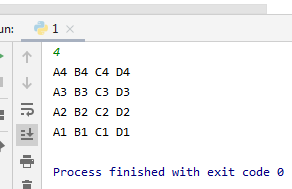 un:
1
4
A4 B4 C4 D4
A3 B3 C3 D3
A2 B2 C2 D2
A1 B1 C1 D1
Process finished with exit code 0